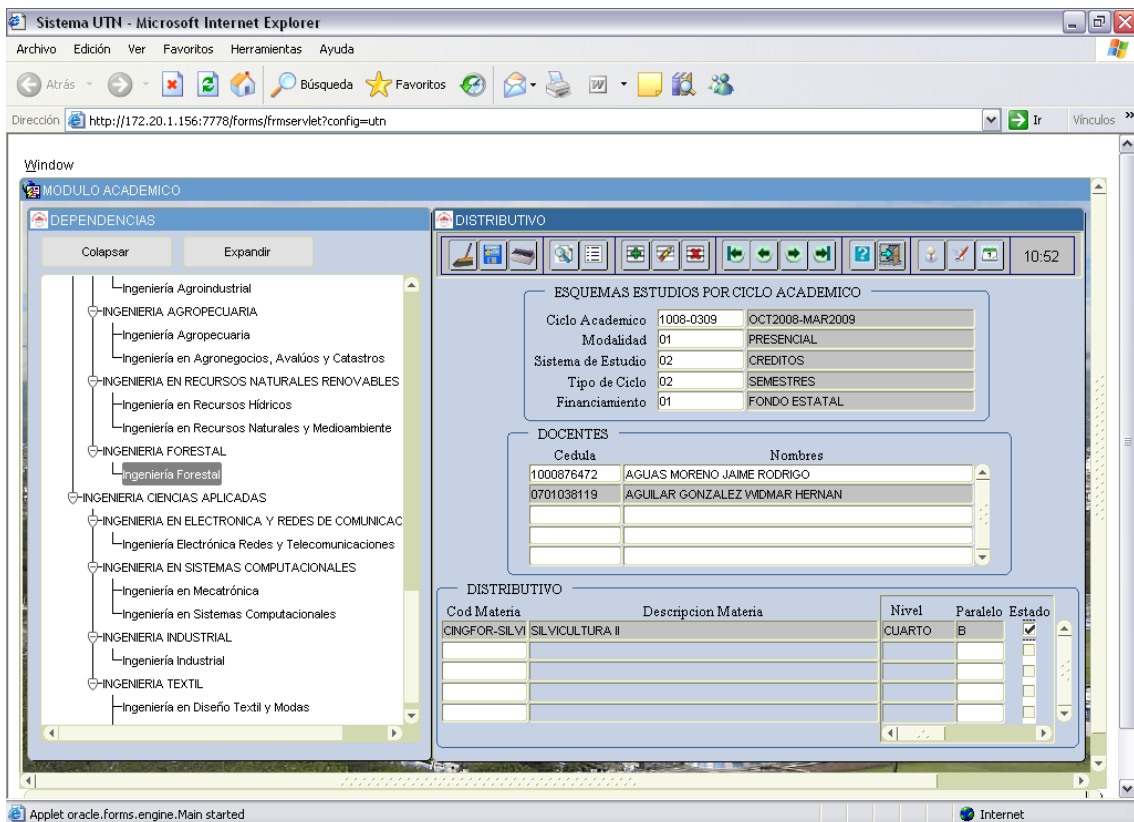 Sistema UTN - Microsoft Internet Explorer
Archivo Edición Ver Favoritos Herramientas Ayuda
Atrás Búsqueda Favoritos
Dirección http://172.20.1.156:7778/forms/frmservlet?config=utn Ir Vínculos »
Window
MODULO ACADEMICO
DEPENDENCIAS
Colapsar Expandir
Ingeniería Agroindustrial
INGENIERIA AGROPECUARIA
Ingeniería Agropecuaria
Ingeniería en Agronegocios, Avalúos y Catastros
INGENIERIA EN RECURSOS NATURALES RENOVABLES
Ingeniería en Recursos Hídricos
Ingeniería en Recursos Naturales y Medioambiente
INGENIERIA FORESTAL
Ingeniería Forestal
INGENIERIA CIENCIAS APLICADAS
INGENIERIA EN ELECTRONICA Y REDES DE COMUNICAC
Ingeniería Electrónica Redes y Telecomunicaciones
INGENIERIA EN SISTEMAS COMPUTACIONALES
Ingeniería en Mecatrónica
Ingeniería en Sistemas Computacionales
INGENIERIA INDUSTRIAL
Ingeniería Industrial
INGENIERIA TEXTIL
Ingeniería en Diseño Textil y Modas
DISTRIBUTIVO
10:52
ESQUEMAS ESTUDIOS POR CICLO ACADEMICO
Ciclo Academico 1008-0309 OCT2008-MAR2009
Modalidad 01 PRESENCIAL
Sistema de Estudio 02 CREDITOS
Tipo de Ciclo 02 SEMESTRES
Financiamiento 01 FONDO ESTATAL
DOCENTES
Cedula Nombres
1000876472 AGUAS MORENO JAIME RODRIGO
0701038119 AGUILAR GONZALEZ WIDMAR HERNAN
DISTRIBUTIVO
Cod Materia Descripcion Materia Nivel Paralelo Estado
CINGFOR-SILVI SILVICULTURA II CUARTO B
Applet oracle.forms.engine.Main started Internet